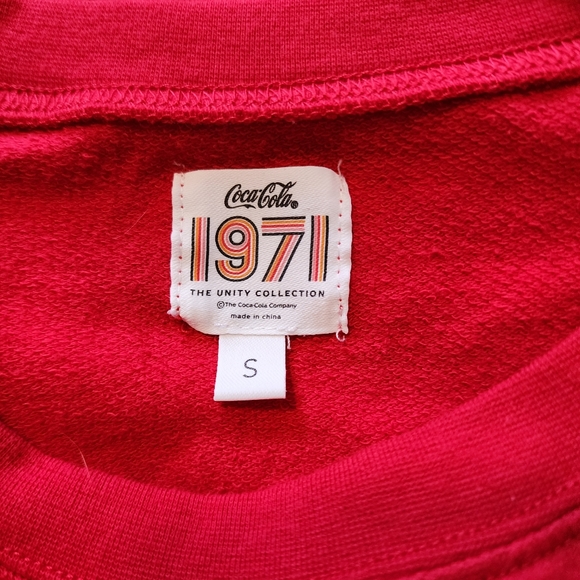 Coca-Cola®
1971
THE UNITY COLLECTION
©The Coca-Cola Company
made in china
S